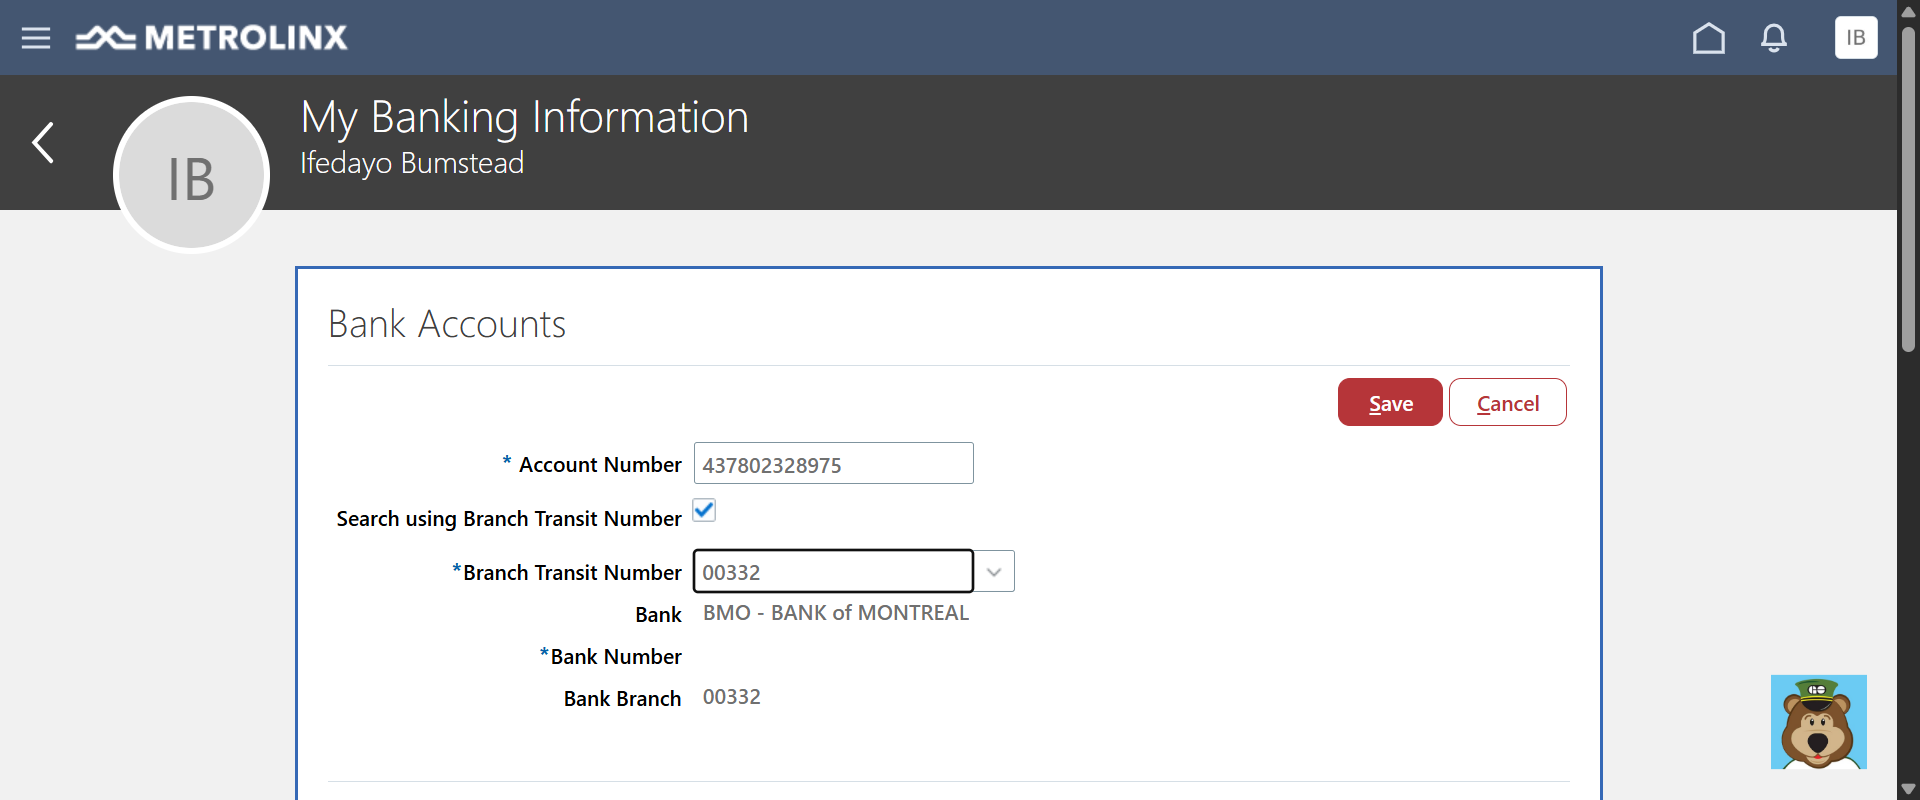 METROLINX
IB
My Banking Information
Ifedayo Bumstead
IB
Bank Accounts
Save
Cancel
* Account Number 437802328975
Search using Branch Transit Number
*Branch Transit Number 00332
Bank BMO - BANK of MONTREAL
*Bank Number
Bank Branch 00332
GO